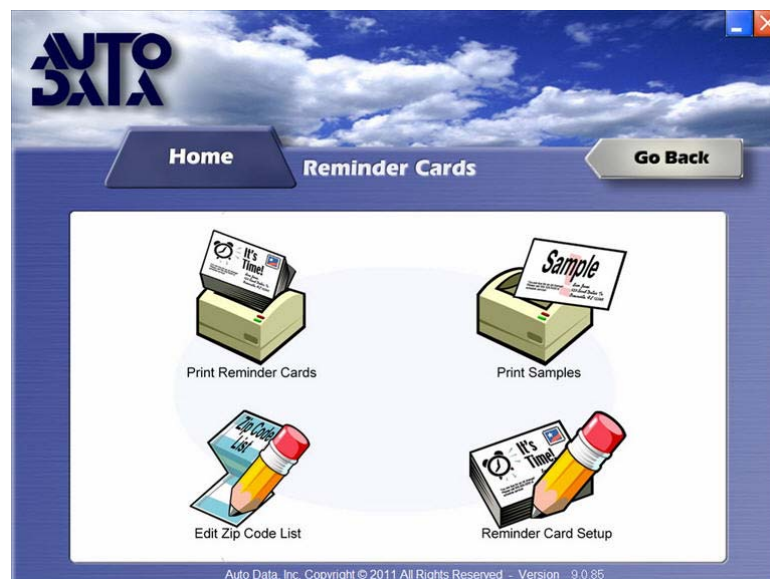 AUTO
DATA
Home
Reminder Cards
Go Back
It's
Time!
Sample
Print Reminder Cards
Print Samples
Zip Code
List
It's
Time!
Edit Zip Code List
Reminder Card Setup
Auto Data, Inc. Copyright © 2011 All Rights Reserved - Version 9.0.85